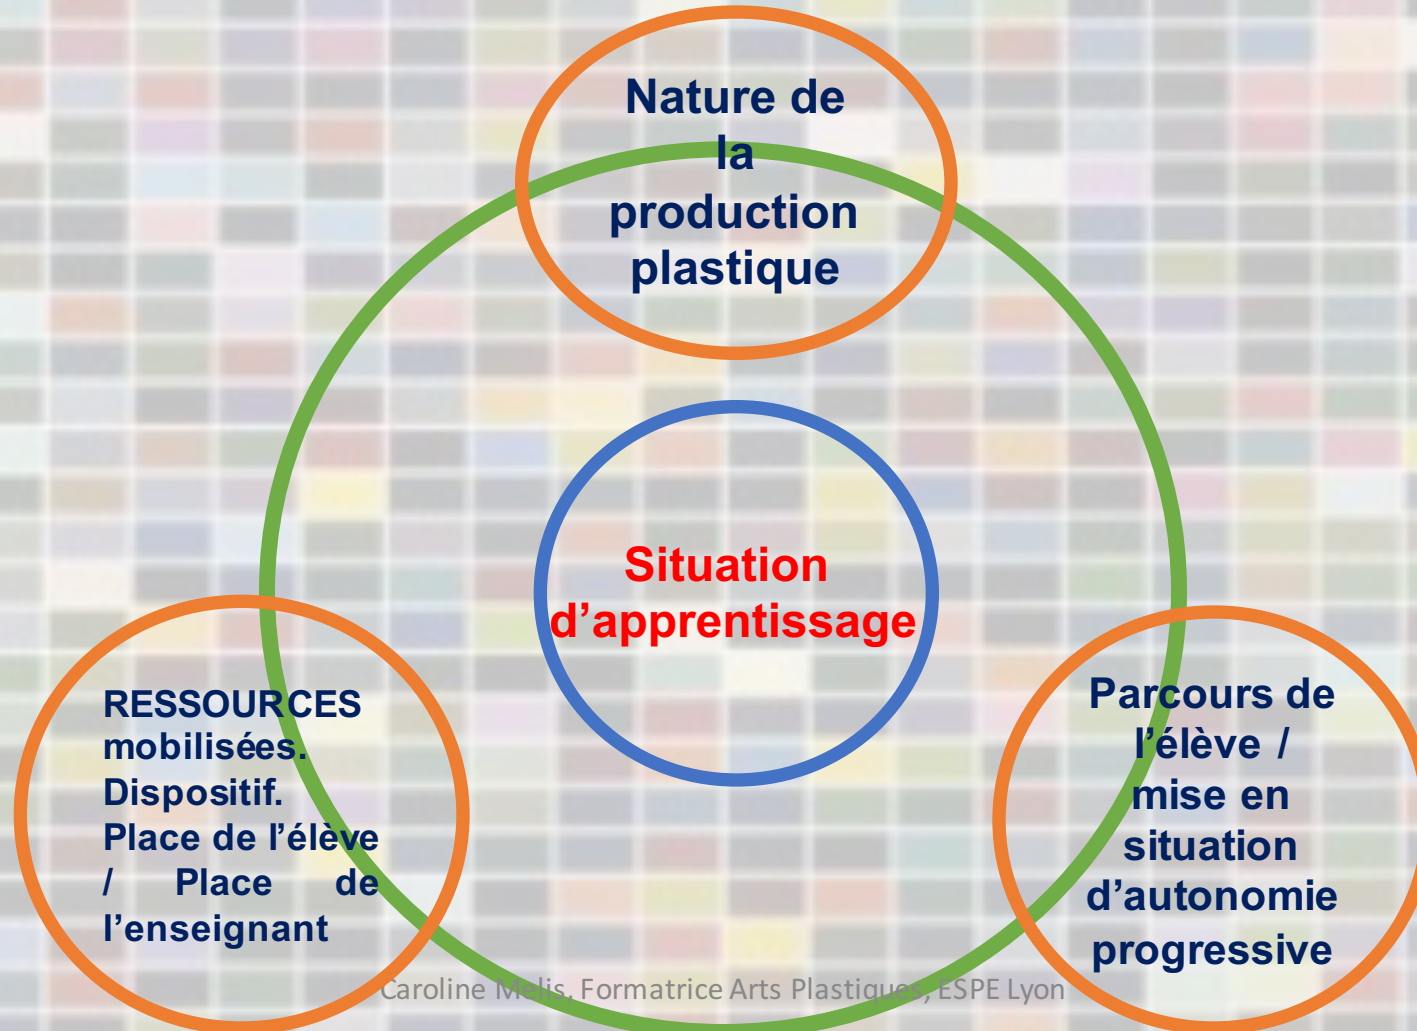 Nature de
la
production
plastique
Situation
d’apprentissage
RESSOURCES
mobilisées.
Dispositif.
Place de l’élève
/ Place de
l’enseignant
Parcours de
l’élève /
mise en
situation
d’autonomie
progressive
Caroline Melis, Formatrice Arts Plastiques, ESPE Lyon